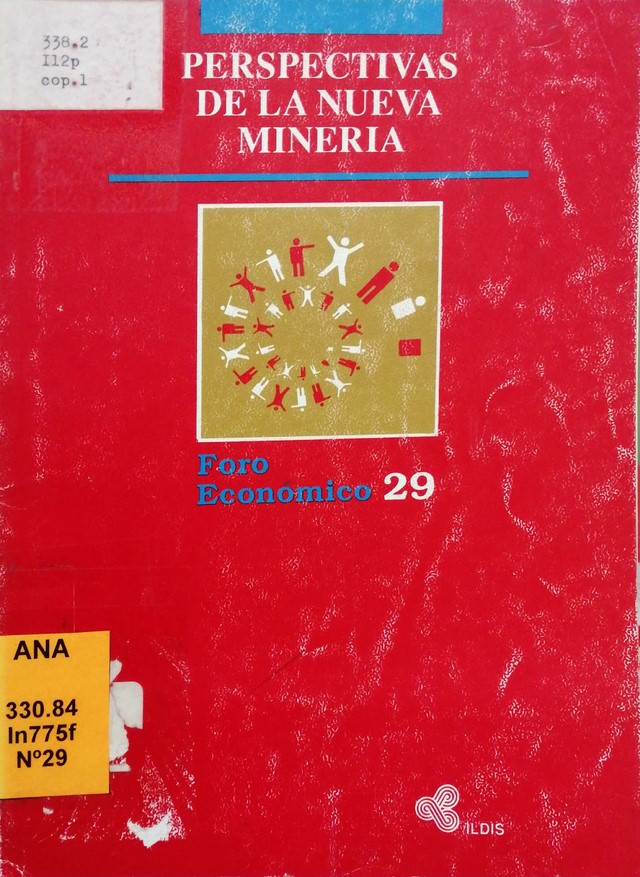 338.2
I12p
cop.1
PERSPECTIVAS
DE LA NUEVA
MINERIA
Foro
Economico 29
ANA
330.84
In775f
Nº29
ILDIS